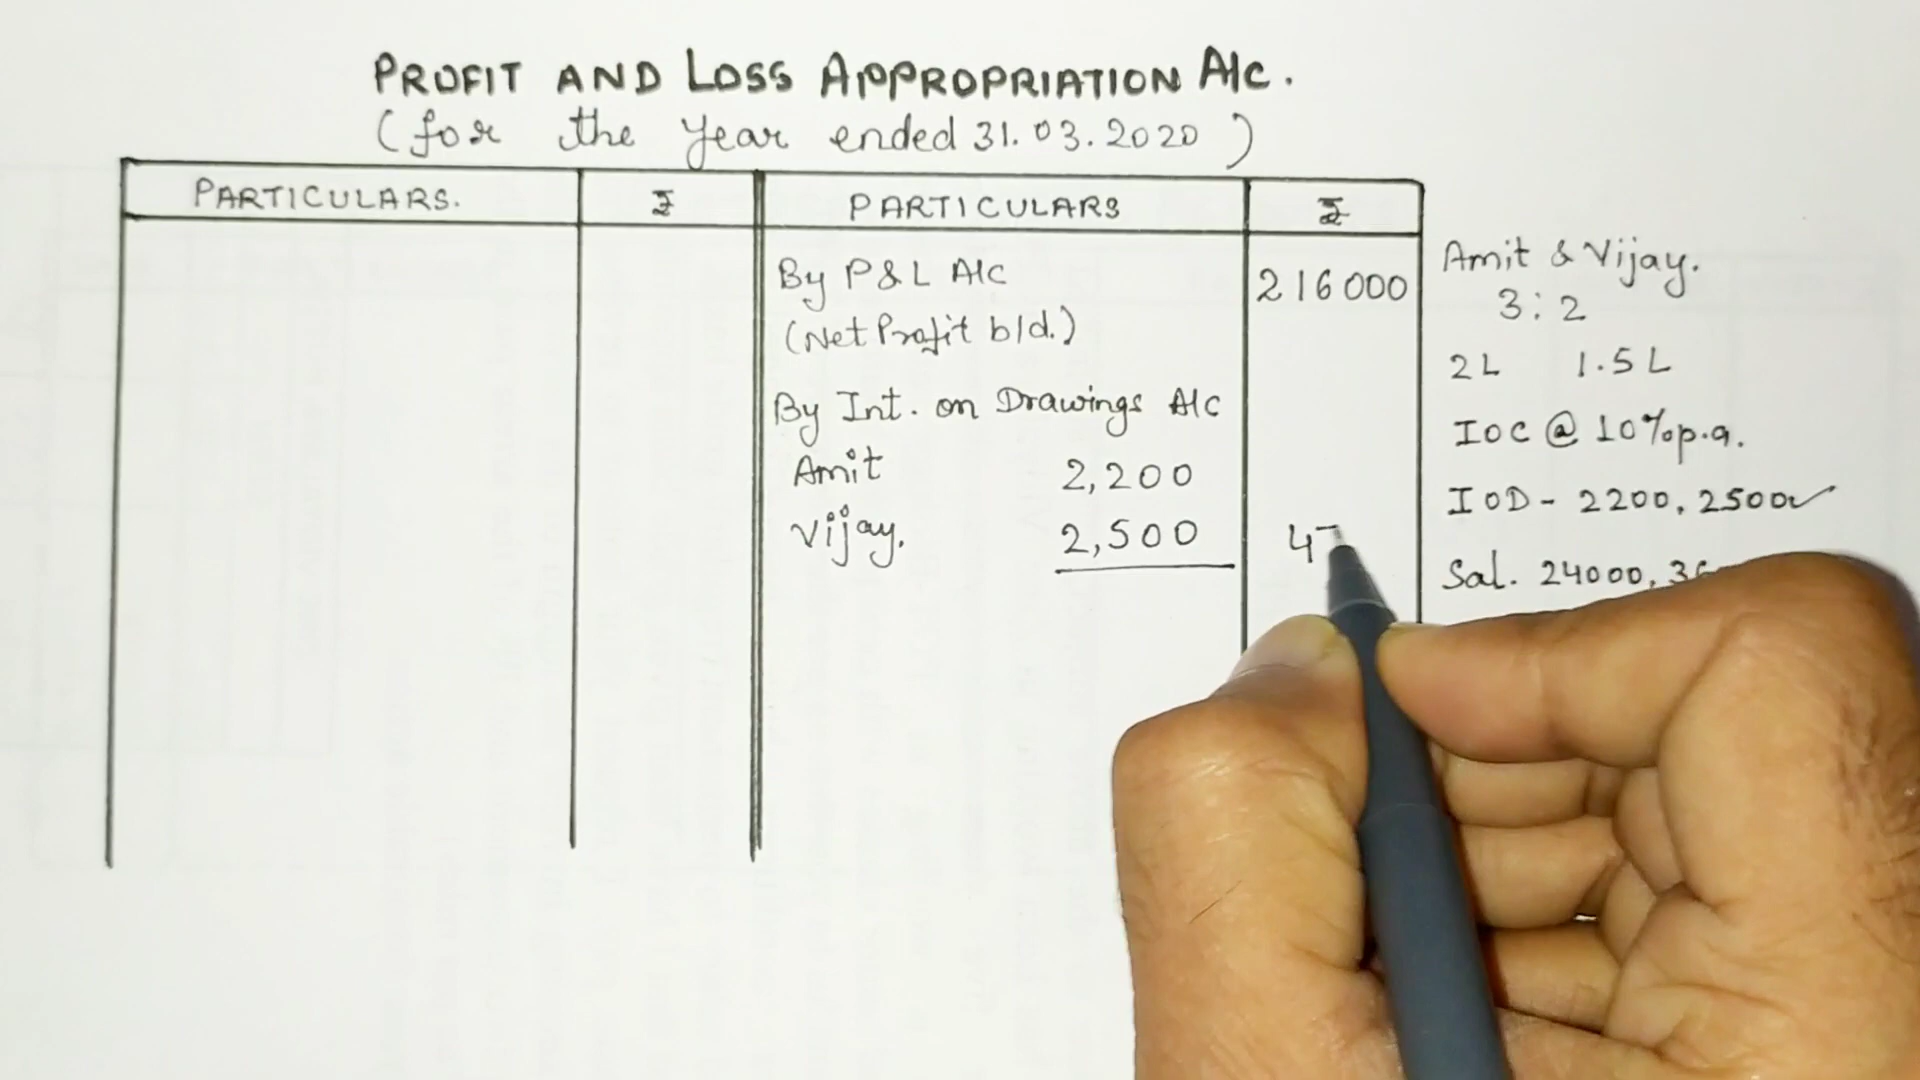 PROFIT AND LOSS APPROPRIATION A/c.
(for the year ended 31.03.2020)
PARTICULARS. ₹ PARTICULARS ₹
By P & L A/c 216000
(Net Profit b/d.)
By Int. on Drawings A/c
Amit 2,200
Vijay. 2,500 47
Amit & Vijay.
3:2
2L 1.5L
IOC @ 10% p.a.
IOD - 2200, 2500✓
Sal. 24000,